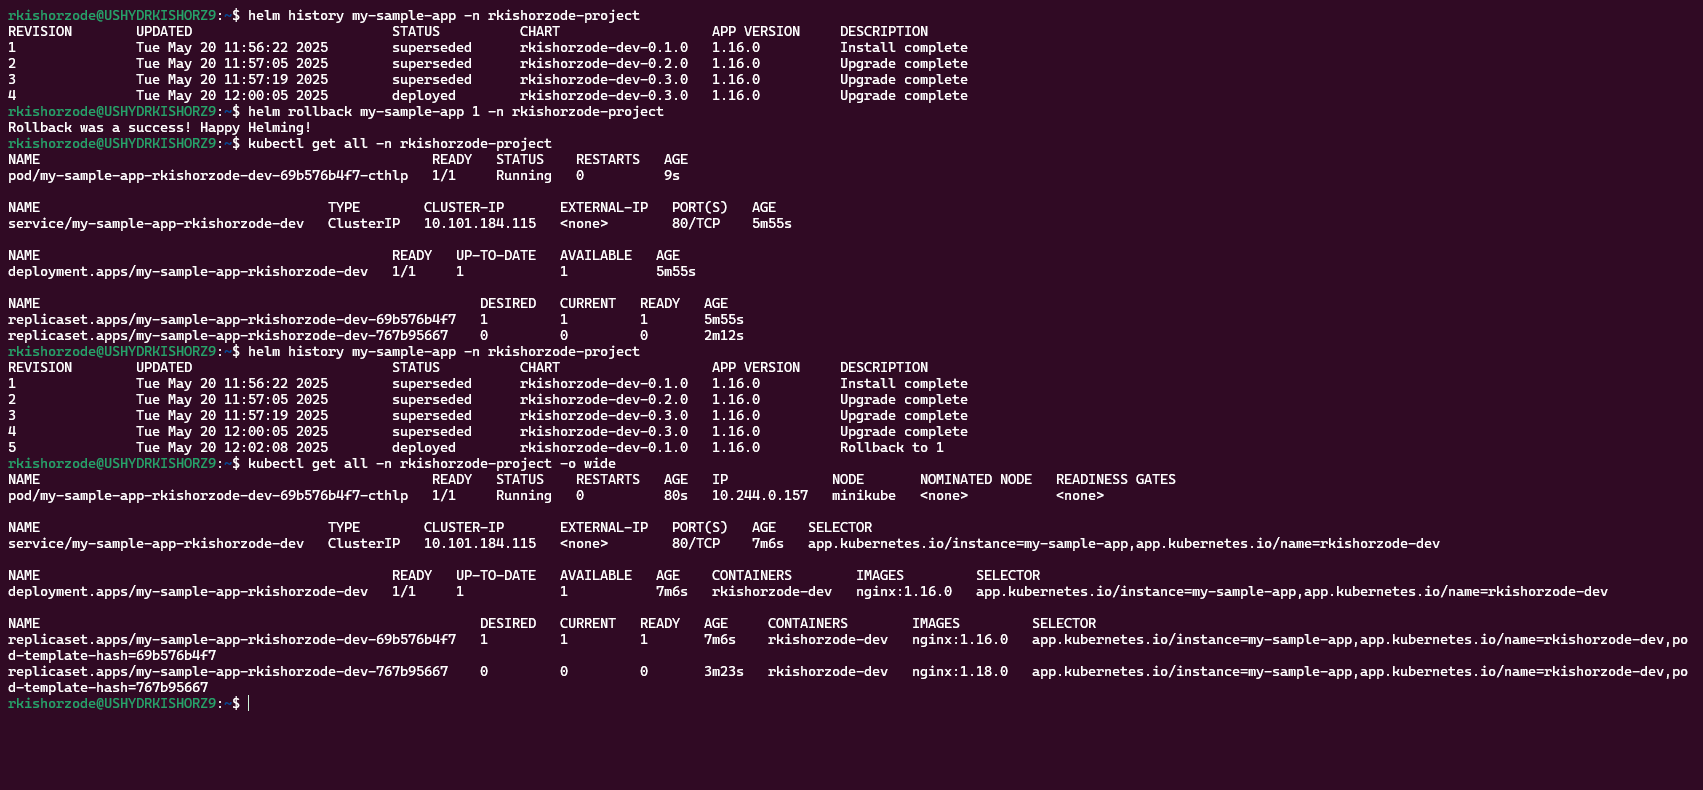 rkishorzode@USHYDRKISHORZ9:~$ helm history my-sample-app -n rkishorzode-project
REVISION        UPDATED                         STATUS          CHART                   APP VERSION     DESCRIPTION
1               Tue May 20 11:56:22 2025        superseded      rkishorzode-dev-0.1.0   1.16.0          Install complete
2               Tue May 20 11:57:05 2025        superseded      rkishorzode-dev-0.2.0   1.16.0          Upgrade complete
3               Tue May 20 11:57:19 2025        superseded      rkishorzode-dev-0.3.0   1.16.0          Upgrade complete
4               Tue May 20 12:00:05 2025        deployed        rkishorzode-dev-0.3.0   1.16.0          Upgrade complete
rkishorzode@USHYDRKISHORZ9:~$ helm rollback my-sample-app 1 -n rkishorzode-project
Rollback was a success! Happy Helming!
rkishorzode@USHYDRKISHORZ9:~$ kubectl get all -n rkishorzode-project
NAME                                                 READY   STATUS    RESTARTS   AGE
pod/my-sample-app-rkishorzode-dev-69b576b4f7-cthlp   1/1     Running   0          9s

NAME                                    TYPE        CLUSTER-IP       EXTERNAL-IP   PORT(S)   AGE
service/my-sample-app-rkishorzode-dev   ClusterIP   10.101.184.115   <none>        80/TCP    5m55s

NAME                                            READY   UP-TO-DATE   AVAILABLE   AGE
deployment.apps/my-sample-app-rkishorzode-dev   1/1     1            1           5m55s

NAME                                                       DESIRED   CURRENT   READY   AGE
replicaset.apps/my-sample-app-rkishorzode-dev-69b576b4f7   1         1         1       5m55s
replicaset.apps/my-sample-app-rkishorzode-dev-767b95667    0         0         0       2m12s
rkishorzode@USHYDRKISHORZ9:~$ helm history my-sample-app -n rkishorzode-project
REVISION        UPDATED                         STATUS          CHART                   APP VERSION     DESCRIPTION
1               Tue May 20 11:56:22 2025        superseded      rkishorzode-dev-0.1.0   1.16.0          Install complete
2               Tue May 20 11:57:05 2025        superseded      rkishorzode-dev-0.2.0   1.16.0          Upgrade complete
3               Tue May 20 11:57:19 2025        superseded      rkishorzode-dev-0.3.0   1.16.0          Upgrade complete
4               Tue May 20 12:00:05 2025        superseded      rkishorzode-dev-0.3.0   1.16.0          Upgrade complete
5               Tue May 20 12:02:08 2025        deployed        rkishorzode-dev-0.1.0   1.16.0          Rollback to 1
rkishorzode@USHYDRKISHORZ9:~$ kubectl get all -n rkishorzode-project -o wide
NAME                                                 READY   STATUS    RESTARTS   AGE   IP             NODE       NOMINATED NODE   READINESS GATES
pod/my-sample-app-rkishorzode-dev-69b576b4f7-cthlp   1/1     Running   0          80s   10.244.0.157   minikube   <none>           <none>

NAME                                    TYPE        CLUSTER-IP       EXTERNAL-IP   PORT(S)   AGE    SELECTOR
service/my-sample-app-rkishorzode-dev   ClusterIP   10.101.184.115   <none>        80/TCP    7m6s   app.kubernetes.io/instance=my-sample-app,app.kubernetes.io/name=rkishorzode-dev

NAME                                            READY   UP-TO-DATE   AVAILABLE   AGE    CONTAINERS        IMAGES         SELECTOR
deployment.apps/my-sample-app-rkishorzode-dev   1/1     1            1           7m6s   rkishorzode-dev   nginx:1.16.0   app.kubernetes.io/instance=my-sample-app,app.kubernetes.io/name=rkishorzode-dev

NAME                                                       DESIRED   CURRENT   READY   AGE     CONTAINERS        IMAGES         SELECTOR
replicaset.apps/my-sample-app-rkishorzode-dev-69b576b4f7   1         1         1       7m6s    rkishorzode-dev   nginx:1.16.0   app.kubernetes.io/instance=my-sample-app,app.kubernetes.io/name=rkishorzode-dev,po
d-template-hash=69b576b4f7
replicaset.apps/my-sample-app-rkishorzode-dev-767b95667    0         0         0       3m23s   rkishorzode-dev   nginx:1.18.0   app.kubernetes.io/instance=my-sample-app,app.kubernetes.io/name=rkishorzode-dev,po
d-template-hash=767b95667
rkishorzode@USHYDRKISHORZ9:~$